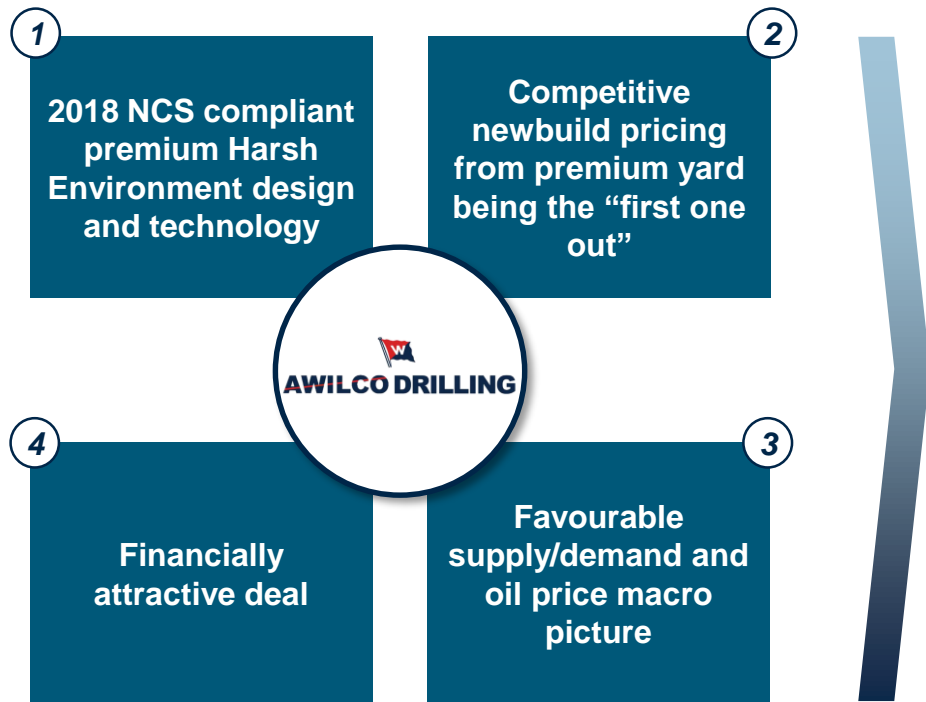 1
2018 NCS compliant
premium Harsh
Environment design
and technology
2
Competitive
newbuild pricing
from premium yard
being the “first one
out”
W
AWILCO DRILLING
4
Financially
attractive deal
3
Favourable
supply/demand and
oil price macro
picture